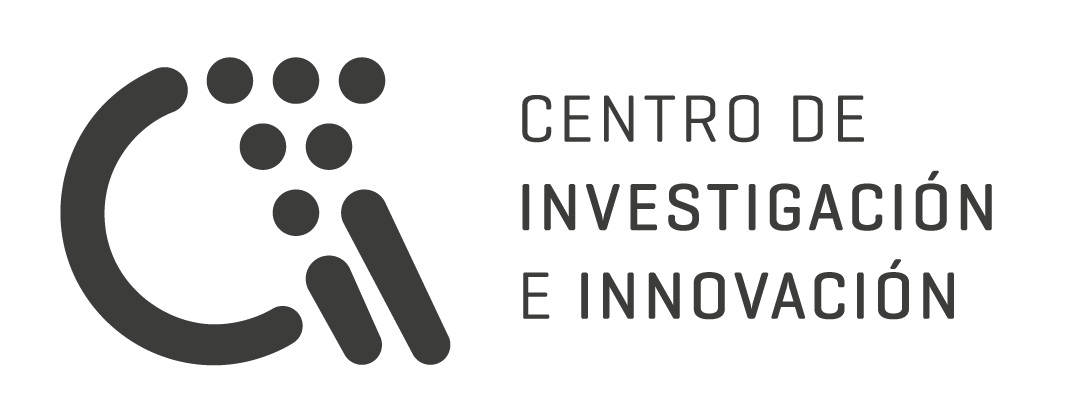 CENTRO DE
INVESTIGACIÓN
E INNOVACIÓN